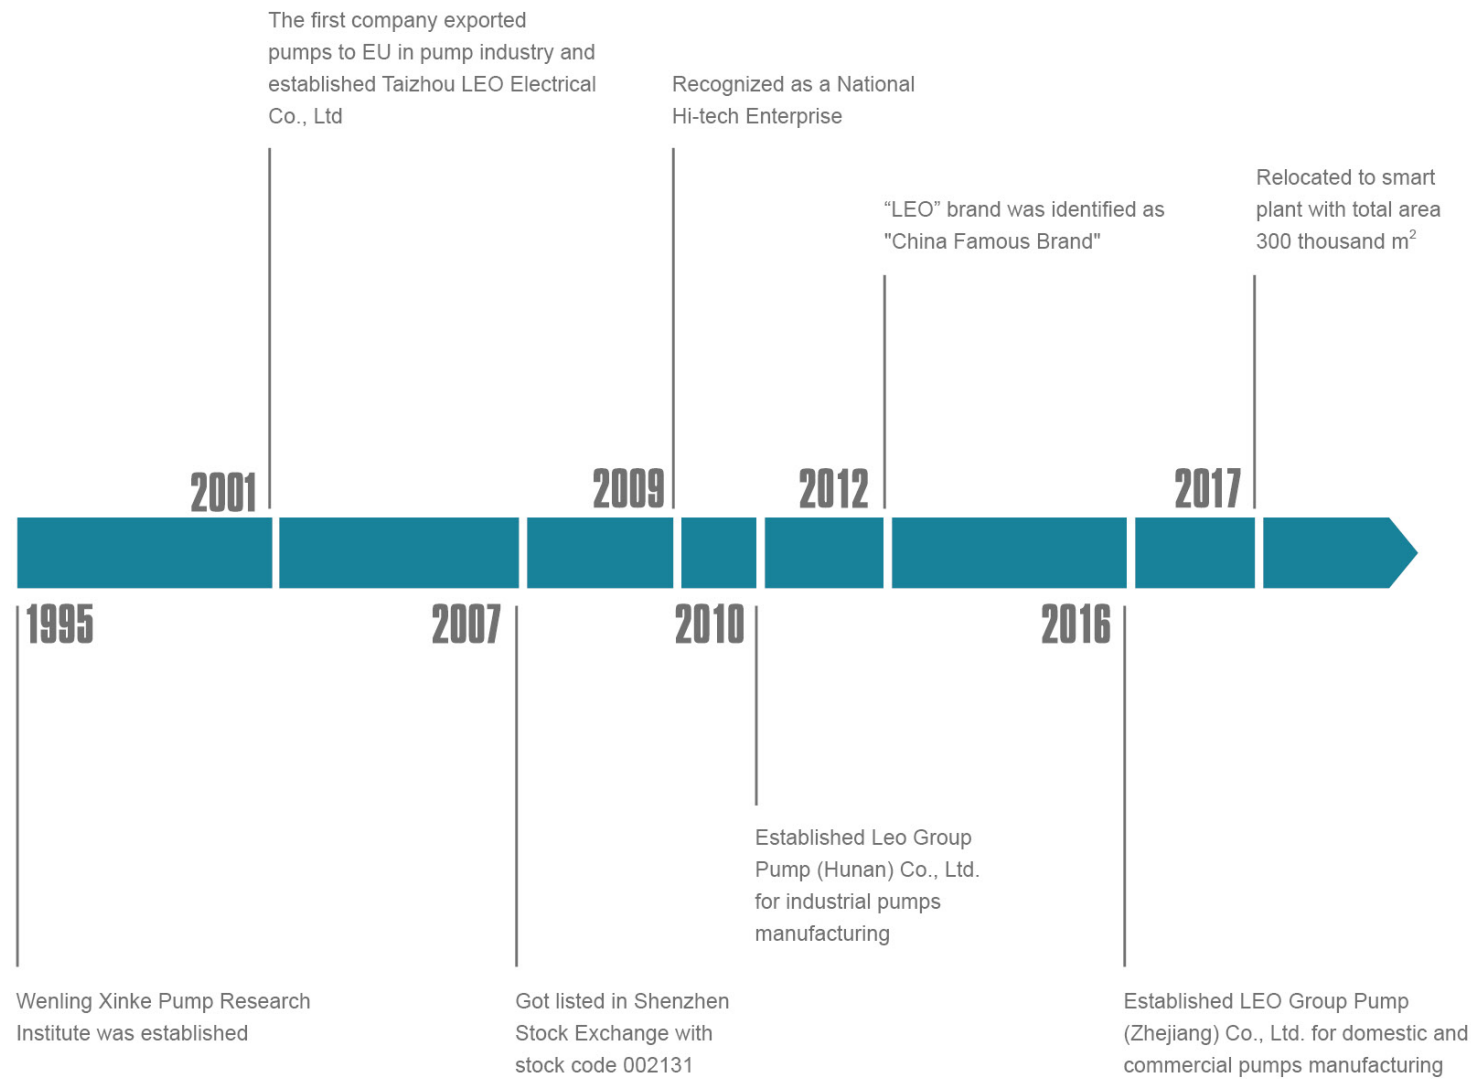 The first company exported
pumps to EU in pump industry and
established Taizhou LEO Electrical
Co., Ltd
Recognized as a National
Hi-tech Enterprise
“LEO” brand was identified as
"China Famous Brand"
Relocated to smart
plant with total area
300 thousand m²
2001
2009
2012
2017
1995
2007
2010
2016
Established Leo Group
Pump (Hunan) Co., Ltd.
for industrial pumps
manufacturing
Wenling Xinke Pump Research
Institute was established
Got listed in Shenzhen
Stock Exchange with
stock code 002131
Established LEO Group Pump
(Zhejiang) Co., Ltd. for domestic and
commercial pumps manufacturing